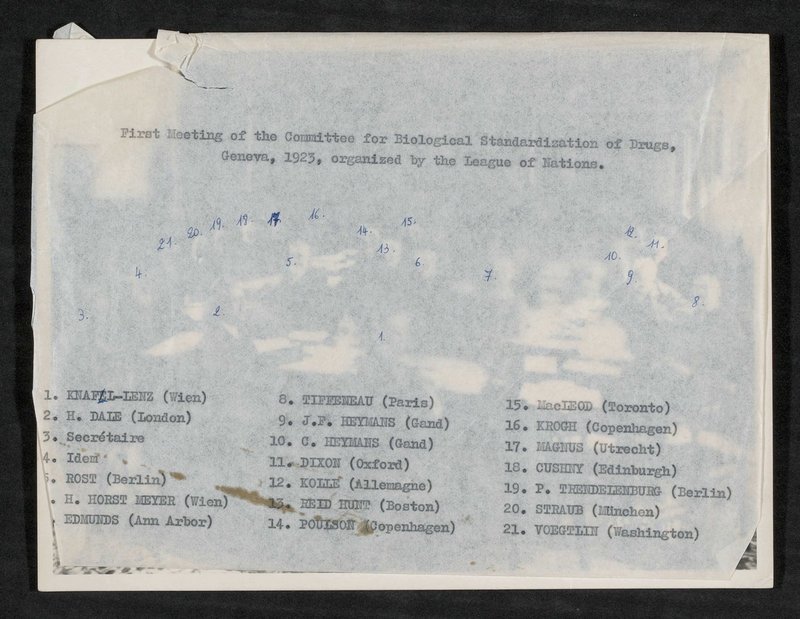 First Meeting of the Committee for Biological Standardization of Drugs,
Geneva, 1923, organized by the League of Nations.
16.
19. 18. 17. 15.
20. 14. 12.
21. 13. 11.
5. 6. 10.
4. 7. 9.
8.
3. 2.
1.
1. KNAFFL-LENZ (Wien)
2. H. DALE (London)
3. Secrétaire
4. Idem
5. ROST (Berlin)
. H. HORST MEYER (Wien)
EDMUNDS (Ann Arbor)
8. TIFFENEAU (Paris)
9. J.F. HEYMANS (Gand)
10. C. HEYMANS (Gand)
11. DIXON (Oxford)
12. KOLLE (Allemagne)
13. REID HUNT (Boston)
14. POULSON (Copenhagen)
15. MacLEOD (Toronto)
16. KROGH (Copenhagen)
17. MAGNUS (Utrecht)
18. CUSHNY (Edinburgh)
19. P. TRENDELENBURG (Berlin)
20. STRAUB (München)
21. VOEGTLIN (Washington)